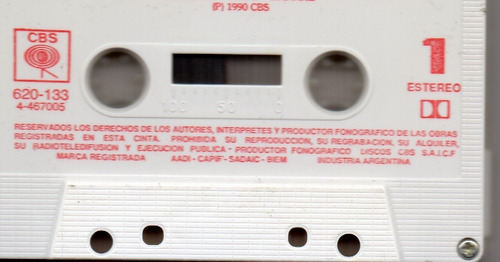 (P) 1990 CBS
CBS
1
620-133
4-467005
ESTEREO
100 50 0
RESERVADOS LOS DERECHOS DE LOS AUTORES, INTERPRETES Y PRODUCTOR FONOGRAFICO DE LAS OBRAS
REGISTRADAS EN ESTA CINTA. PROHIBIDA SU REPRODUCCION, SU REGRABACION, SU ALQUILER,
SU (RADIOTELEDIFUSION Y EJECUCION PUBLICA - PRODUCTOR FONOGRAFICO DISCOS CBS S.A.I.C.F
MARCA REGISTRADA AADI - CAPIF - SADAIC - BIEM INDUSTRIA ARGENTINA